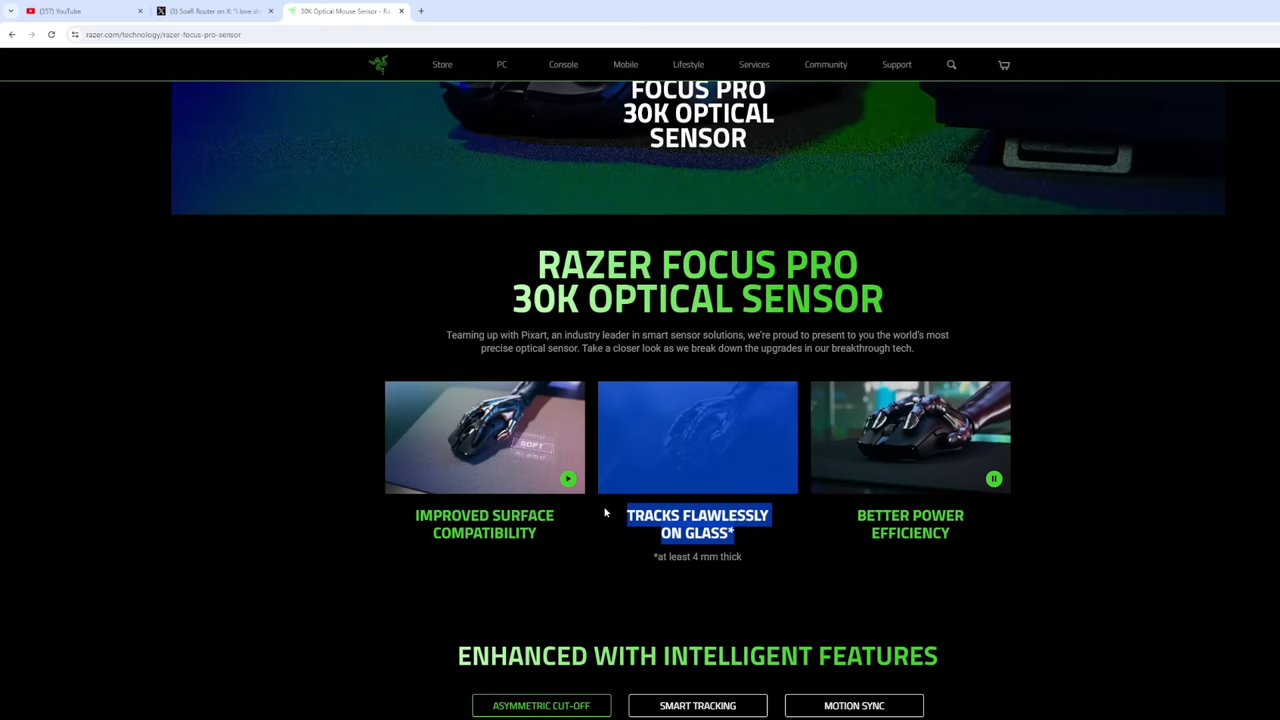 (357) YouTube
(3) SoaR Router on X: "i love sh
30K Optical Mouse Sensor - Ra
razer.com/technology/razer-focus-pro-sensor
Store
PC
Console
Mobile
Lifestyle
Services
Community
Support
FOCUS PRO
30K OPTICAL
SENSOR
RAZER FOCUS PRO
30K OPTICAL SENSOR
Teaming up with Pixart, an industry leader in smart sensor solutions, we're proud to present to you the world's most
precise optical sensor. Take a closer look as we break down the upgrades in our breakthrough tech.
SOFT
IMPROVED SURFACE
COMPATIBILITY
TRACKS FLAWLESSLY
ON GLASS*
*at least 4 mm thick
BETTER POWER
EFFICIENCY
ENHANCED WITH INTELLIGENT FEATURES
ASYMMETRIC CUT-OFF
SMART TRACKING
MOTION SYNC